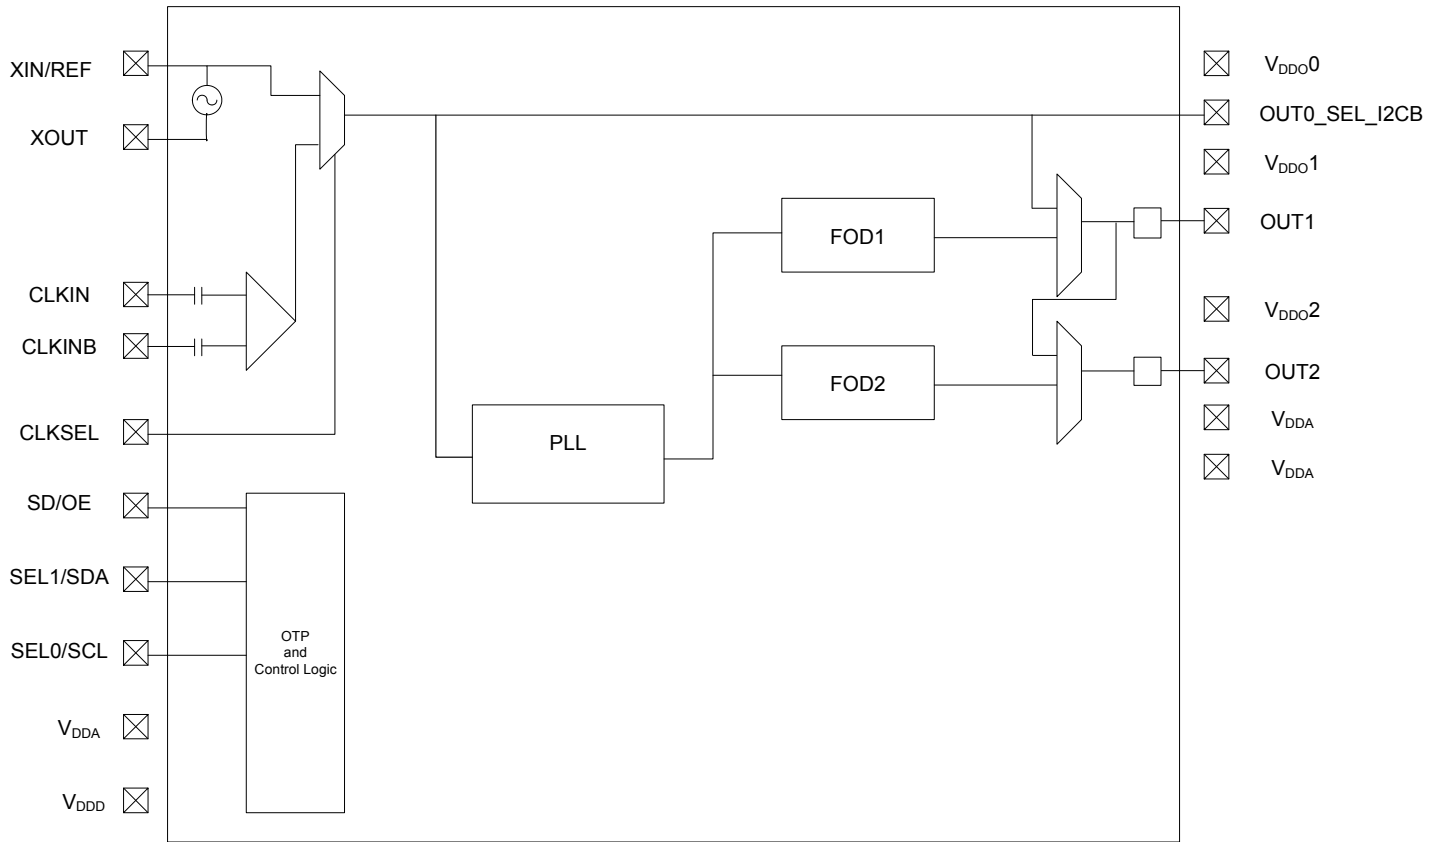 XIN/REF
XOUT
CLKIN
CLKINB
CLKSEL
SD/OE
SEL1/SDA
SEL0/SCL
VDDA
VDDD
OTP
and
Control Logic
PLL
FOD1
FOD2
VDDO0
OUT0_SEL_I2CB
VDDO1
OUT1
VDDO2
OUT2
VDDA
VDDA